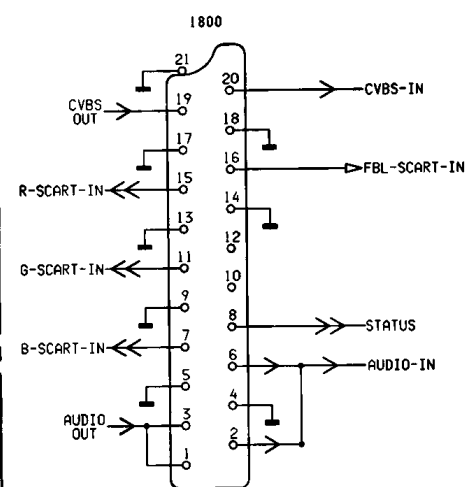 1800
21
20 CVBS-IN
CVBS
OUT 19
18
17
16 FBL-SCART-IN
R-SCART-IN 15
14
13
12
G-SCART-IN 11
10
9
8 STATUS
B-SCART-IN 7
6 AUDIO-IN
5
4
AUDIO
OUT 3
2
1